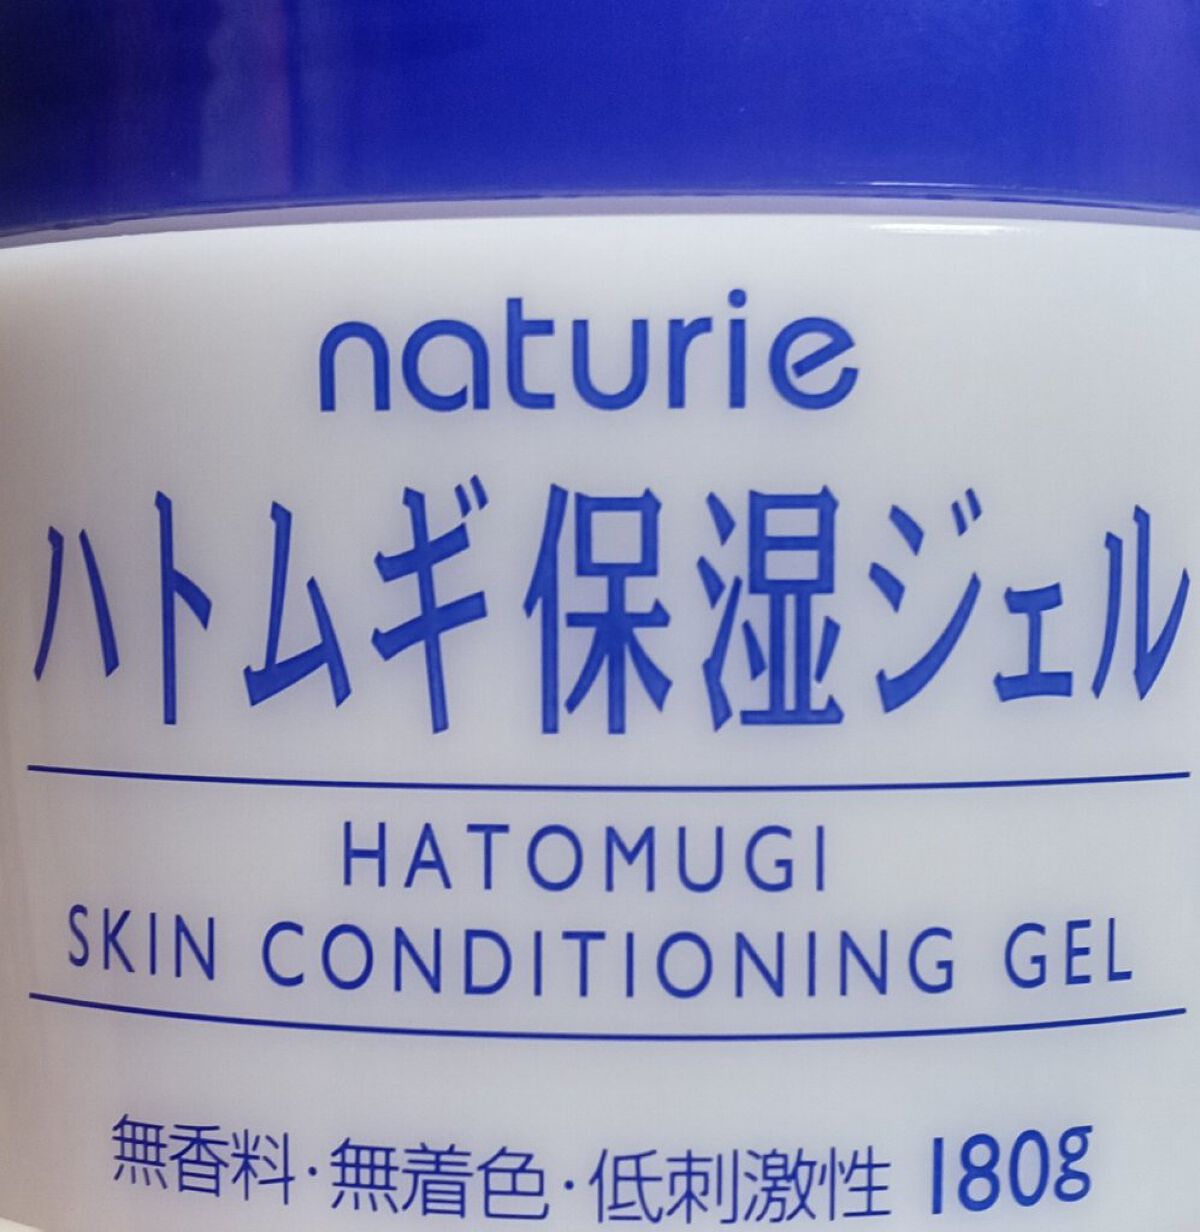 naturie
ハトムギ保湿ジェル
HATOMUGI
SKIN CONDITIONING GEL
無香料・無着色・低刺激性 180g